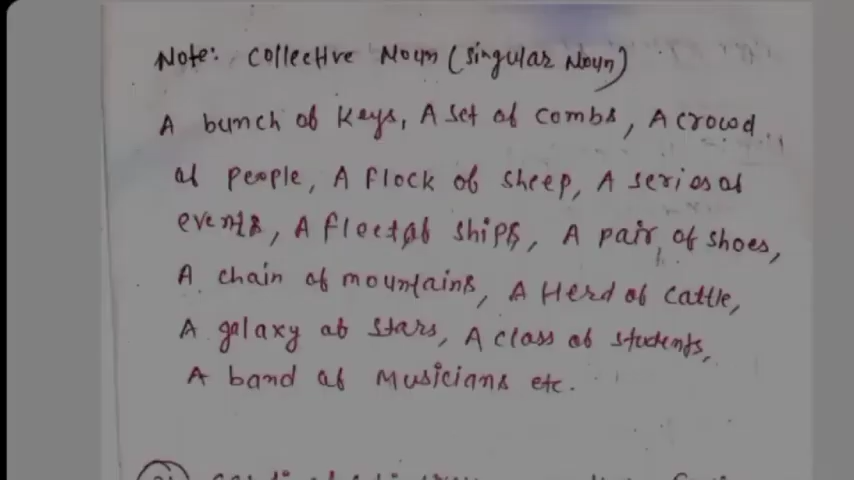 Note: Collective Noun (Singular Noun)
A bunch of keys, A set of combs, A crowd
of people, A flock of sheep, A series of
events, A fleet of ships, A pair of shoes,
A chain of mountains, A Herd of cattle,
A galaxy of stars, A class of students,
A band of Musicians etc.